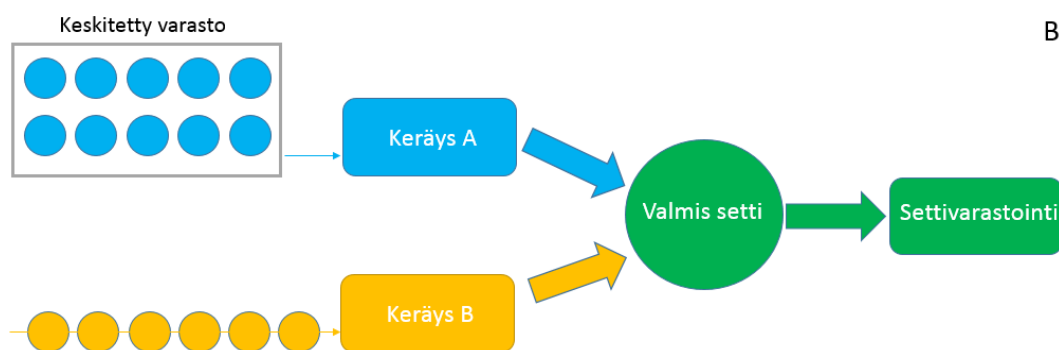 Keskitetty varasto
B
Keräys A
Valmis setti
Settivarastointi
Keräys B